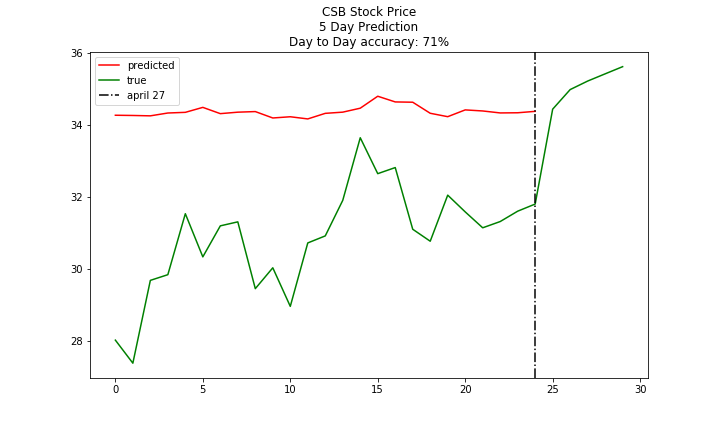 CSB Stock Price
5 Day Prediction
Day to Day accuracy: 71%
predicted
true
april 27
36
34
32
30
28
0 5 10 15 20 25 30